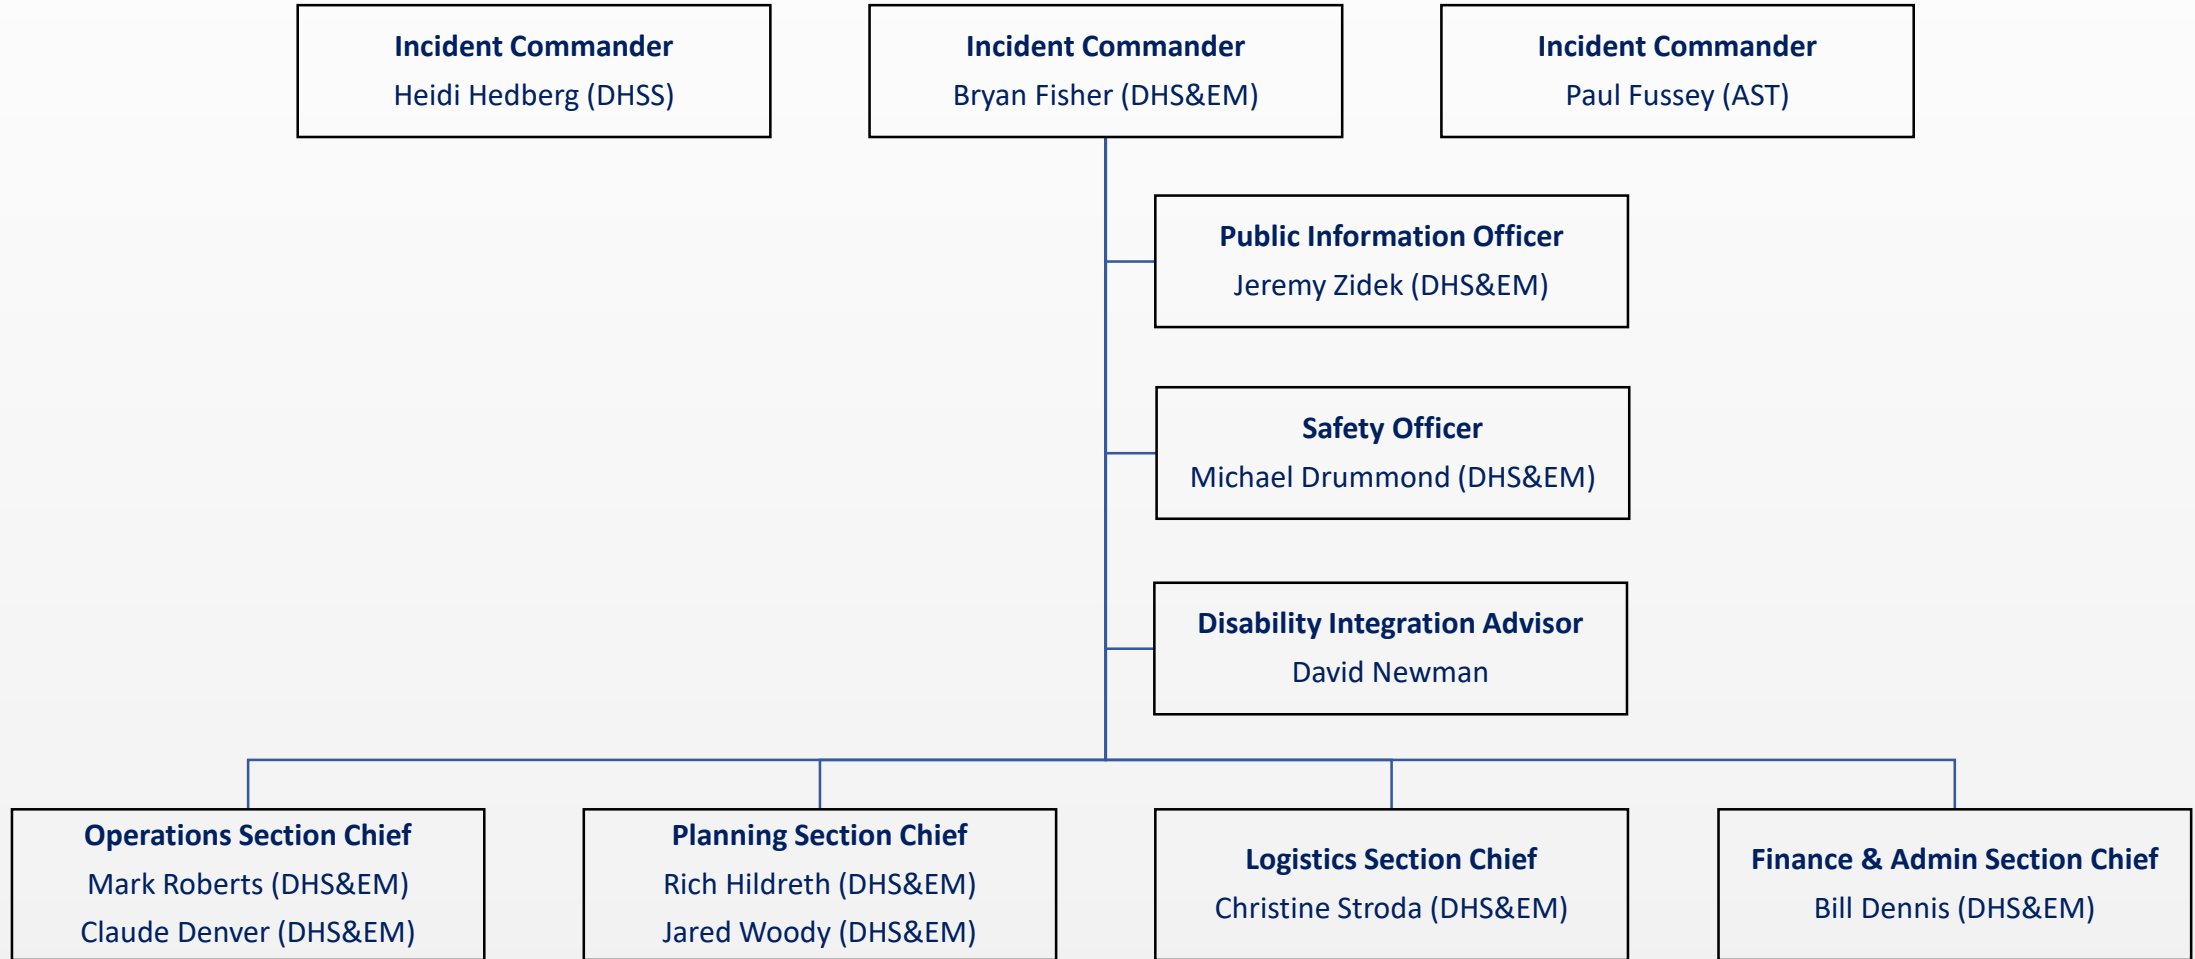 Incident Commander
Heidi Hedberg (DHSS)
Incident Commander
Bryan Fisher (DHS&EM)
Incident Commander
Paul Fussey (AST)
Public Information Officer
Jeremy Zidek (DHS&EM)
Safety Officer
Michael Drummond (DHS&EM)
Disability Integration Advisor
David Newman
Operations Section Chief
Mark Roberts (DHS&EM)
Claude Denver (DHS&EM)
Planning Section Chief
Rich Hildreth (DHS&EM)
Jared Woody (DHS&EM)
Logistics Section Chief
Christine Stroda (DHS&EM)
Finance & Admin Section Chief
Bill Dennis (DHS&EM)